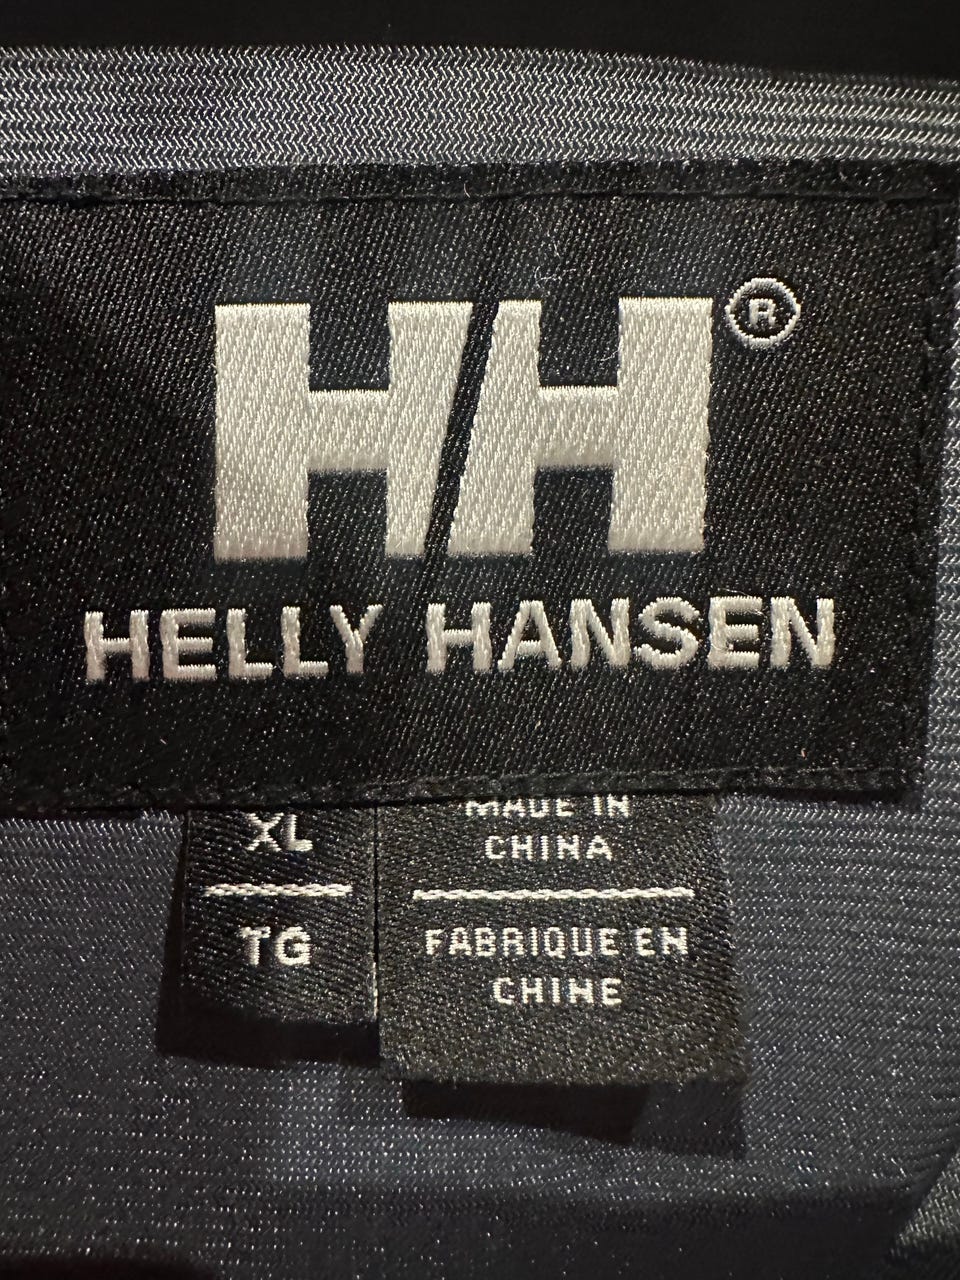 HH®
HELLY HANSEN
XL
TG
MADE IN
CHINA
FABRIQUE EN
CHINE